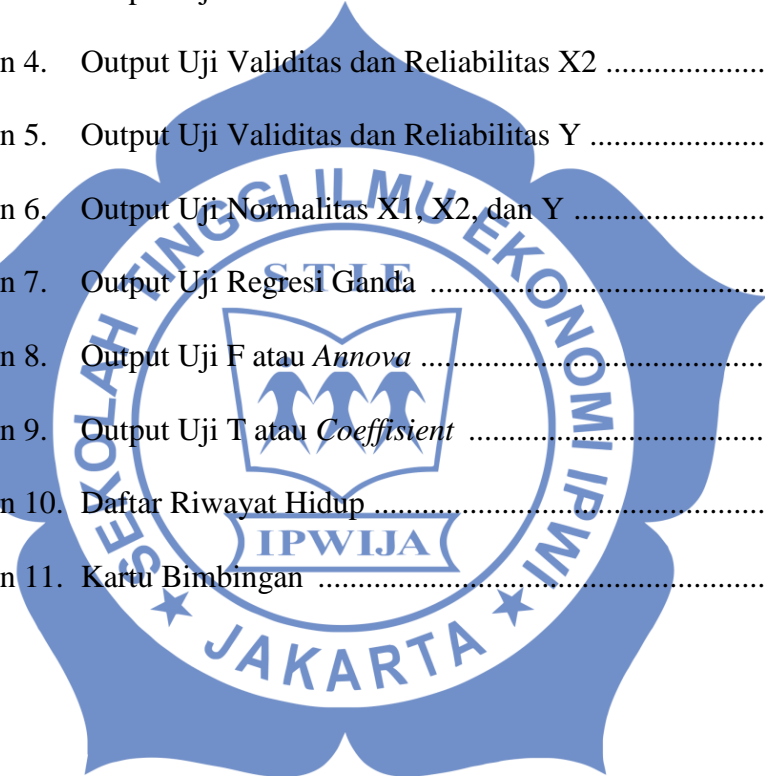 n 4. Output Uji Validitas dan Reliabilitas X2 ....................
n 5. Output Uji Validitas dan Reliabilitas Y ......................
n 6. Output Uji Normalitas X1, X2, dan Y ........................
n 7. Output Uji Regresi Ganda ..........................................
n 8. Output Uji F atau Annova ...........................................
n 9. Output Uji T atau Coeffisient .....................................
n 10. Daftar Riwayat Hidup ................................................
n 11. Kartu Bimbingan .......................................................
SEKOLAH TINGGI ILMU EKONOMI IPWI
STIE
IPWIJA
★ JAKARTA ★